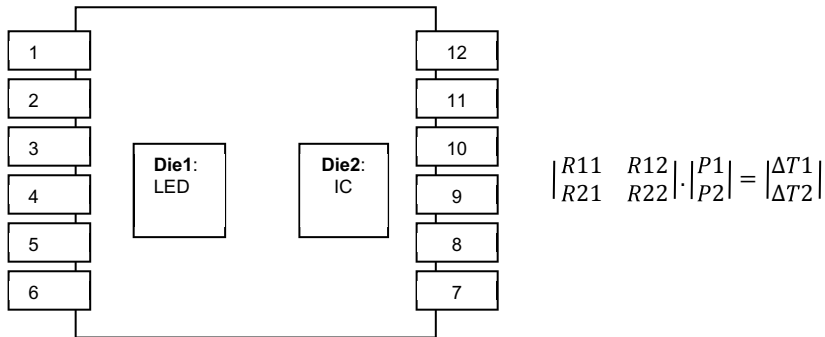 1
2
3
4
5
6
12
11
10
9
8
7
Die1:
LED
Die2:
IC
|R11 R12| . |P1| = |ΔT1|
|R21 R22| |P2| |ΔT2|